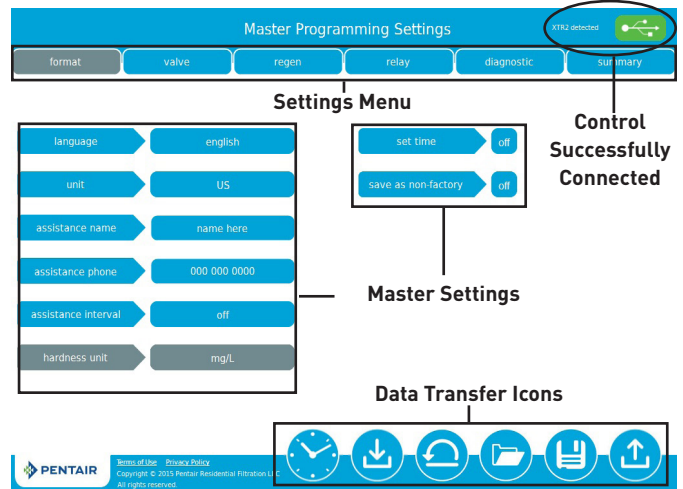 Master Programming Settings
XTR2 detected
format valve regen relay diagnostic summary
Settings Menu
Control
Successfully
Connected
language english
unit US
assistance name name here
assistance phone 000 000 0000
assistance interval off
hardness unit mg/L
set time off
save as non-factory off
Master Settings
Data Transfer Icons
PENTAIR
Terms of Use Privacy Policy
Copyright © 2015 Pentair Residential Filtration LLC
All rights reserved.